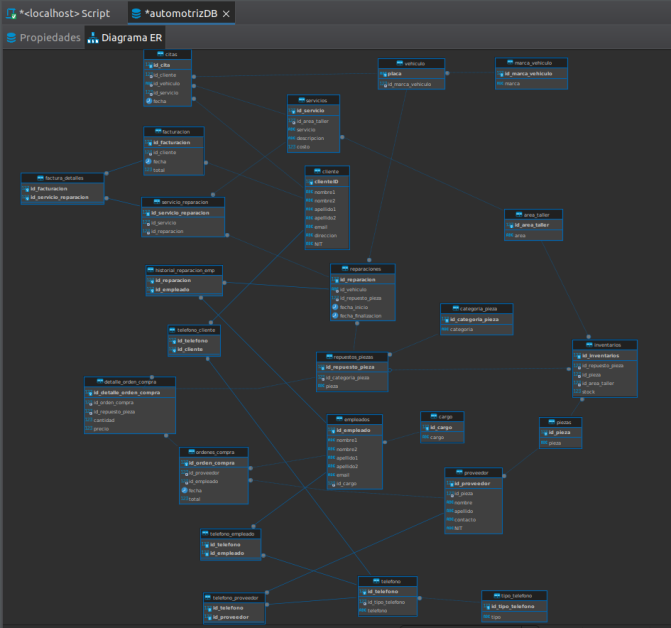 *<localhost> Script
*automotrizDB
Propiedades
Diagrama ER
citas
id_cita
id_cliente
id_vehiculo
id_servicio
fecha
vehiculo
placa
id_marca_vehiculo
marca_vehiculo
id_marca_vehiculo
marca
servicios
id_servicio
id_area_taller
servicio
descripcion
costo
facturacion
id_facturacion
id_cliente
fecha
total
cliente
clienteID
nombre1
nombre2
apellido1
apellido2
email
direccion
NIT
factura_detalles
id_facturacion
id_servicio_reparacion
servicio_reparacion
id_servicio_reparacion
id_servicio
id_reparacion
area_taller
id_area_taller
area
historial_reparacion_emp
id_reparacion
id_empleado
reparaciones
id_reparacion
id_vehiculo
id_repuesto_pieza
fecha_inicio
fecha_finalizacion
categoria_pieza
id_categoria_pieza
categoria
telefono_cliente
id_telefono
id_cliente
repuestos_piezas
id_repuesto_pieza
id_categoria_pieza
pieza
inventarios
id_inventarios
id_repuesto_pieza
id_pieza
id_area_taller
stock
detalle_orden_compra
id_detalle_orden_compra
id_orden_compra
id_repuesto_pieza
cantidad
precio
empleados
id_empleado
nombre1
nombre2
apellido1
apellido2
email
id_cargo
cargo
id_cargo
cargo
piezas
id_pieza
pieza
ordenes_compra
id_orden_compra
id_proveedor
id_empleado
fecha
total
proveedor
id_proveedor
id_pieza
nombre
apellido
contacto
NIT
telefono_empleado
id_telefono
id_empleado
telefono_proveedor
id_telefono
id_proveedor
telefono
id_telefono
id_tipo_telefono
telefono
tipo_telefono
id_tipo_telefono
tipo